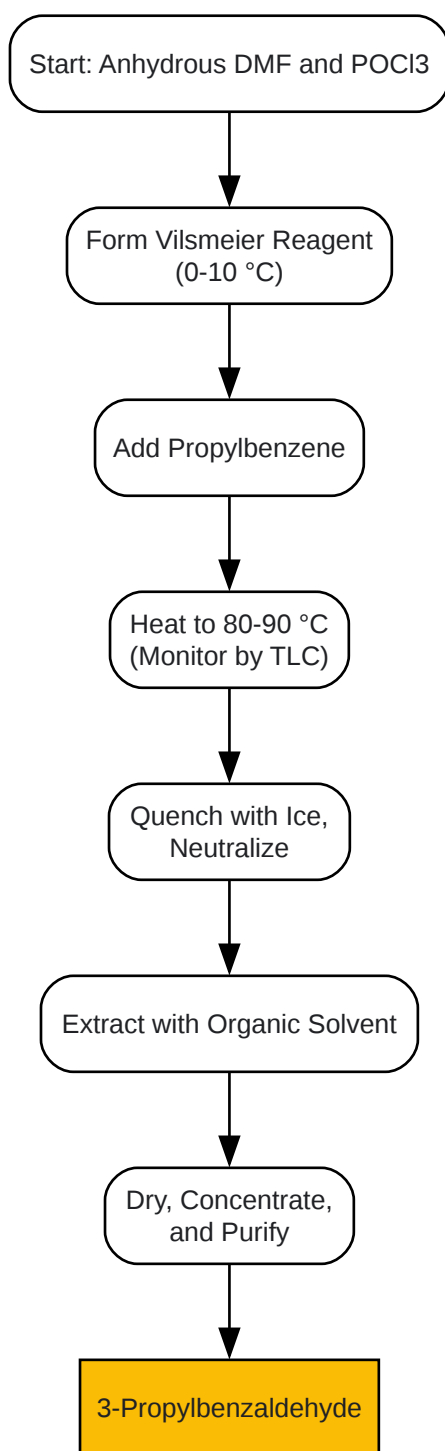 Start: Anhydrous DMF and POCl3
Form Vilsmeier Reagent
(0-10 °C)
Add Propylbenzene
Heat to 80-90 °C
(Monitor by TLC)
Quench with Ice,
Neutralize
Extract with Organic Solvent
Dry, Concentrate,
and Purify
3-Propylbenzaldehyde